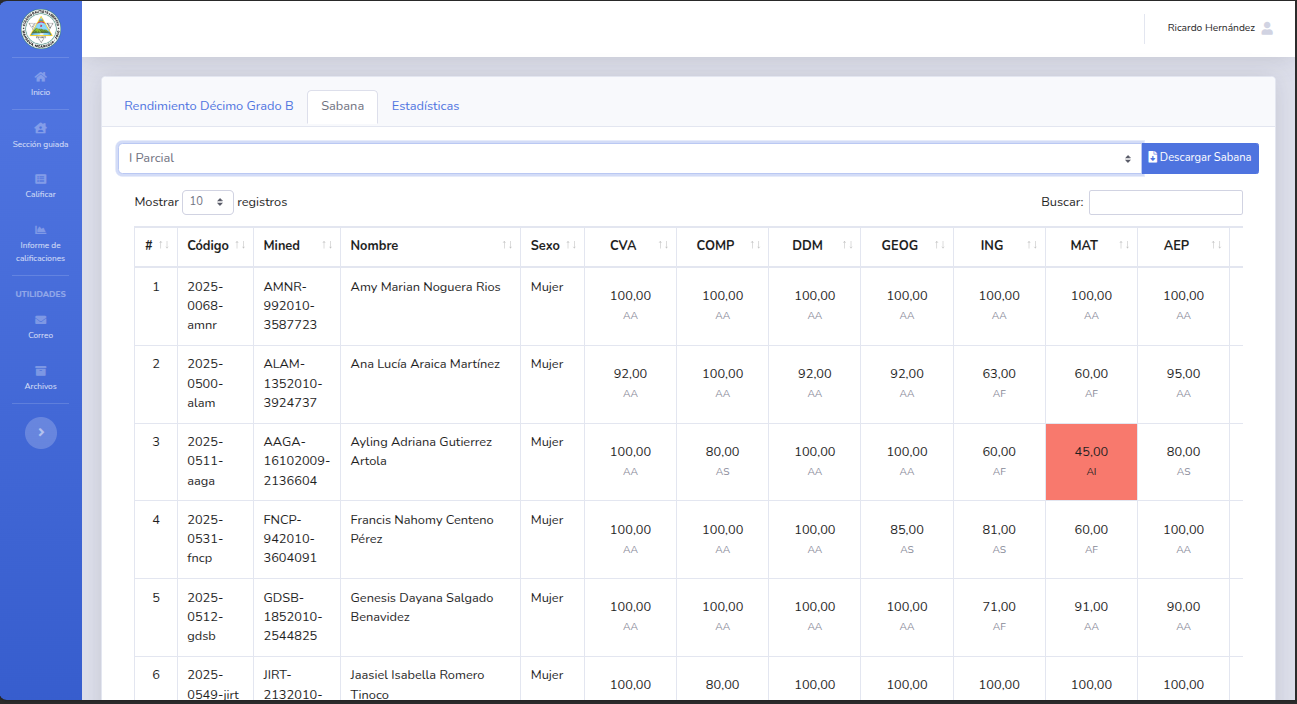 Ricardo Hernández
Inicio
Sección guiada
Calificar
Informe de
calificaciones
UTILIDADES
Correo
Archivos
Rendimiento Décimo Grado B
Sabana
Estadísticas
I Parcial
Descargar Sabana
Mostrar 10 registros
Buscar:
# Código Mined Nombre Sexo CVA COMP DDM GEOG ING MAT AEP
1 2025- AMNR- Amy Marian Noguera Rios Mujer 100,00 100,00 100,00 100,00 100,00 100,00 100,00
0068- 992010- AA AA AA AA AA AA AA
amnr 3587723
2 2025- ALAM- Ana Lucía Araica Martínez Mujer 92,00 100,00 92,00 92,00 63,00 60,00 95,00
0500- 1352010- AA AA AA AA AF AF AA
alam 3924737
3 2025- AAGA- Ayling Adriana Gutierrez Mujer 100,00 80,00 100,00 100,00 60,00 45,00 80,00
0511- 16102009- Artola AA AS AA AA AF AI AS
aaga 2136604
4 2025- FNCP- Francis Nahomy Centeno Mujer 100,00 100,00 100,00 85,00 81,00 60,00 100,00
0531- 942010- Pérez AA AA AA AS AS AF AA
fncp 3604091
5 2025- GDSB- Genesis Dayana Salgado Mujer 100,00 100,00 100,00 100,00 71,00 91,00 90,00
0512- 1852010- Benavidez AA AA AA AA AF AA AA
gdsb 2544825
6 2025- JIRT- Jaasiel Isabella Romero Mujer 100,00 80,00 100,00 100,00 100,00 100,00 100,00
0549-jirt 2132010- Tinoco